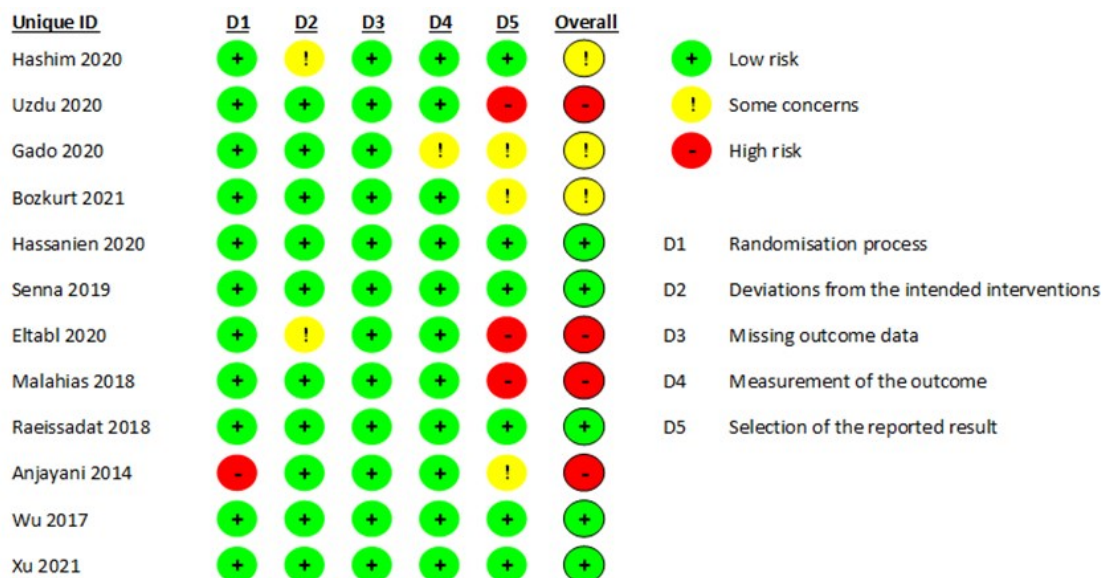 Unique ID D1 D2 D3 D4 D5 Overall
Hashim 2020 + ! + + + ! + Low risk
Uzdu 2020 + + + + - - ! Some concerns
Gado 2020 + + + ! ! ! - High risk
Bozkurt 2021 + + + + ! !
Hassanien 2020 + + + + + + D1 Randomisation process
Senna 2019 + + + + + + D2 Deviations from the intended interventions
Eltabl 2020 + ! + + - - D3 Missing outcome data
Malahias 2018 + + + + - - D4 Measurement of the outcome
Raeissadat 2018 + + + + + + D5 Selection of the reported result
Anjayani 2014 - + + + ! -
Wu 2017 + + + + + +
Xu 2021 + + + + + +